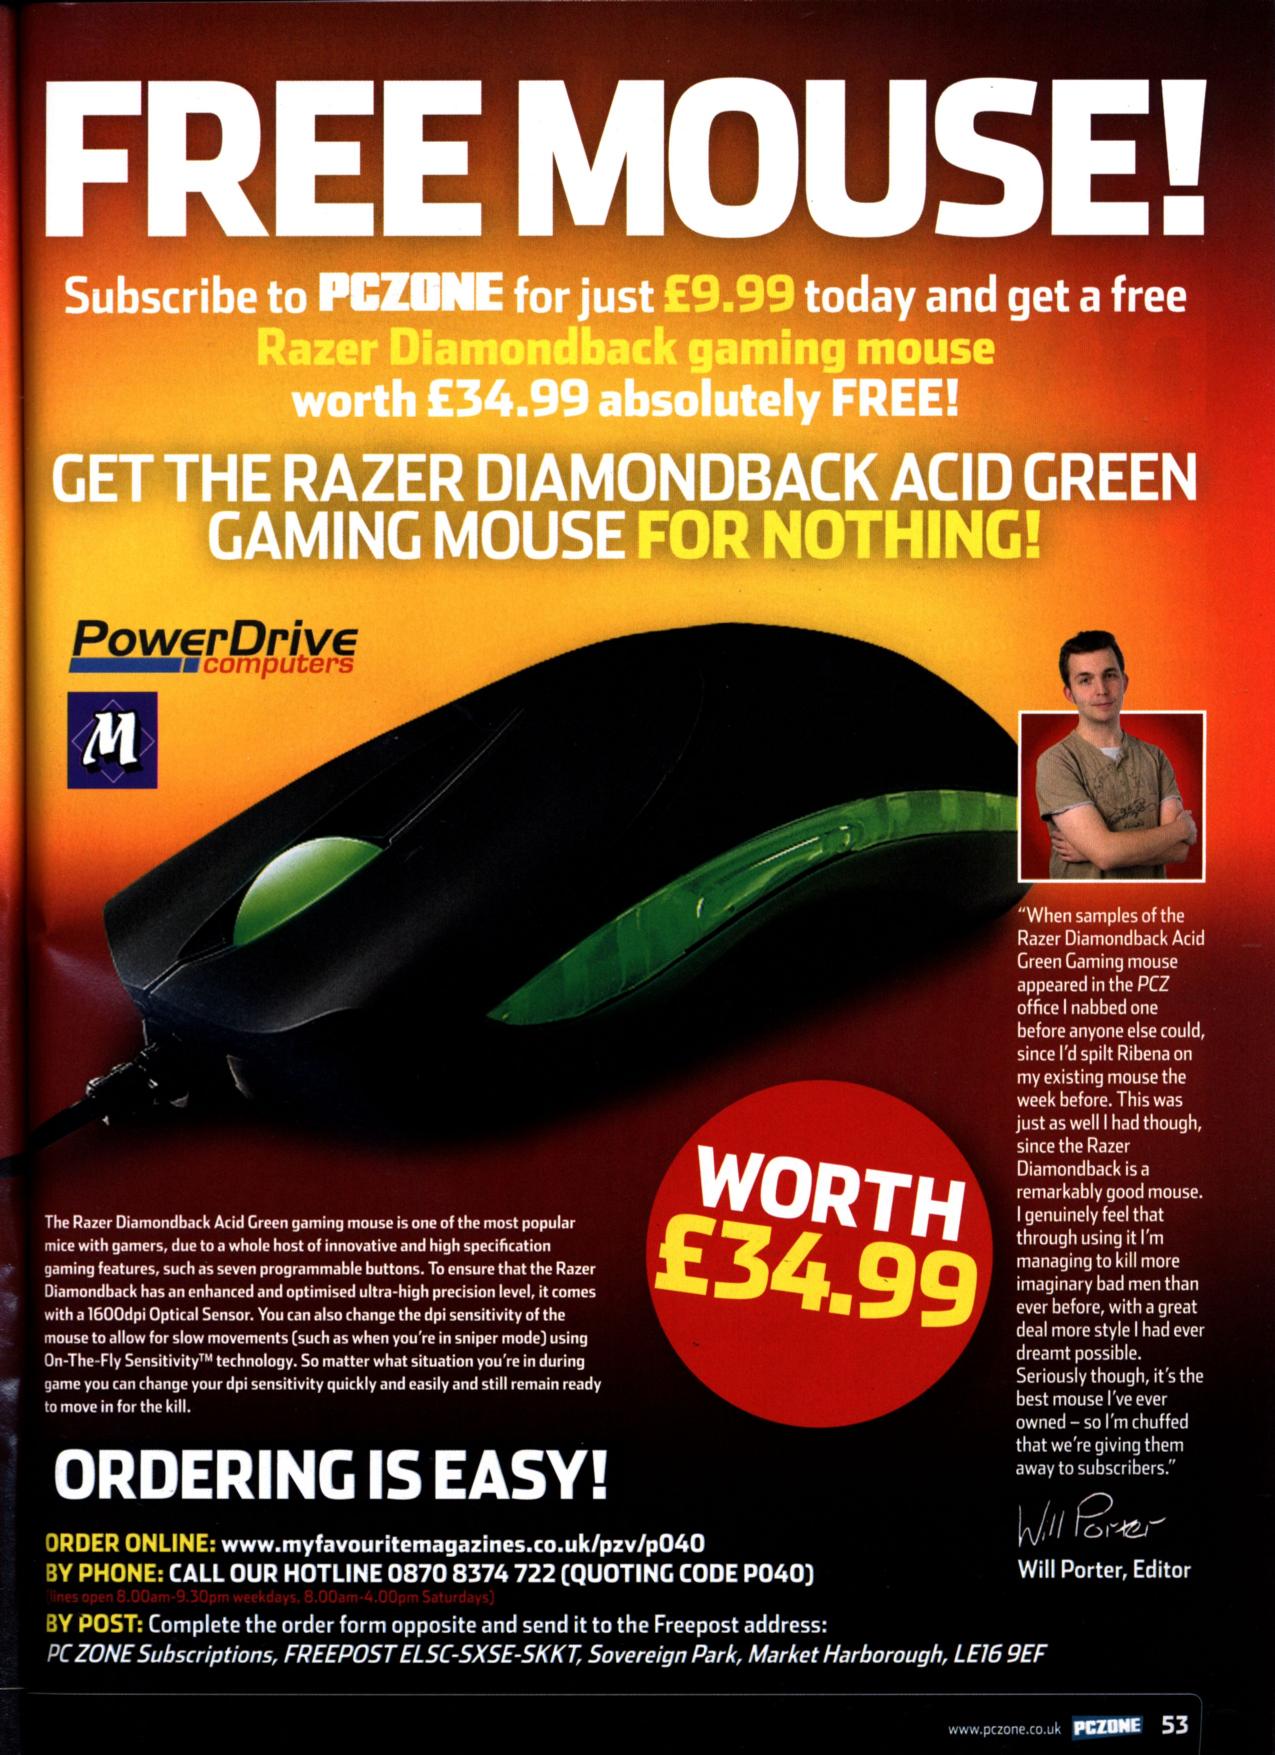 FREE MOUSE!
Subscribe to PCZONE for just £9.99 today and get a free
Razer Diamondback gaming mouse
worth £34.99 absolutely FREE!
GET THE RAZER DIAMONDBACK ACID GREEN
GAMING MOUSE FOR NOTHING!
PowerDrive
computers
M
"When samples of the
Razer Diamondback Acid
Green Gaming mouse
appeared in the PCZ
office I nabbed one
before anyone else could,
since I'd spilt Ribena on
my existing mouse the
week before. This was
just as well I had though,
since the Razer
Diamondback is a
remarkably good mouse.
I genuinely feel that
through using it I'm
managing to kill more
imaginary bad men than
ever before, with a great
deal more style I had ever
dreamt possible.
Seriously though, it's the
best mouse I've ever
owned – so I'm chuffed
that we're giving them
away to subscribers."
Will Porter
Will Porter, Editor
WORTH
£34.99
The Razer Diamondback Acid Green gaming mouse is one of the most popular
mice with gamers, due to a whole host of innovative and high specification
gaming features, such as seven programmable buttons. To ensure that the Razer
Diamondback has an enhanced and optimised ultra-high precision level, it comes
with a 1600dpi Optical Sensor. You can also change the dpi sensitivity of the
mouse to allow for slow movements (such as when you're in sniper mode) using
On-The-Fly Sensitivity™ technology. So matter what situation you're in during
game you can change your dpi sensitivity quickly and easily and still remain ready
to move in for the kill.
ORDERING IS EASY!
ORDER ONLINE: www.myfavouritemagazines.co.uk/pzv/p040
BY PHONE: CALL OUR HOTLINE 0870 8374 722 (QUOTING CODE P040)
(lines open 8.00am-9.30pm weekdays, 8.00am-4.00pm Saturdays)
BY POST: Complete the order form opposite and send it to the Freepost address:
PC ZONE Subscriptions, FREEPOST ELSC-SXSE-SKKT, Sovereign Park, Market Harborough, LE16 9EF
www.pczone.co.uk PCZONE 53